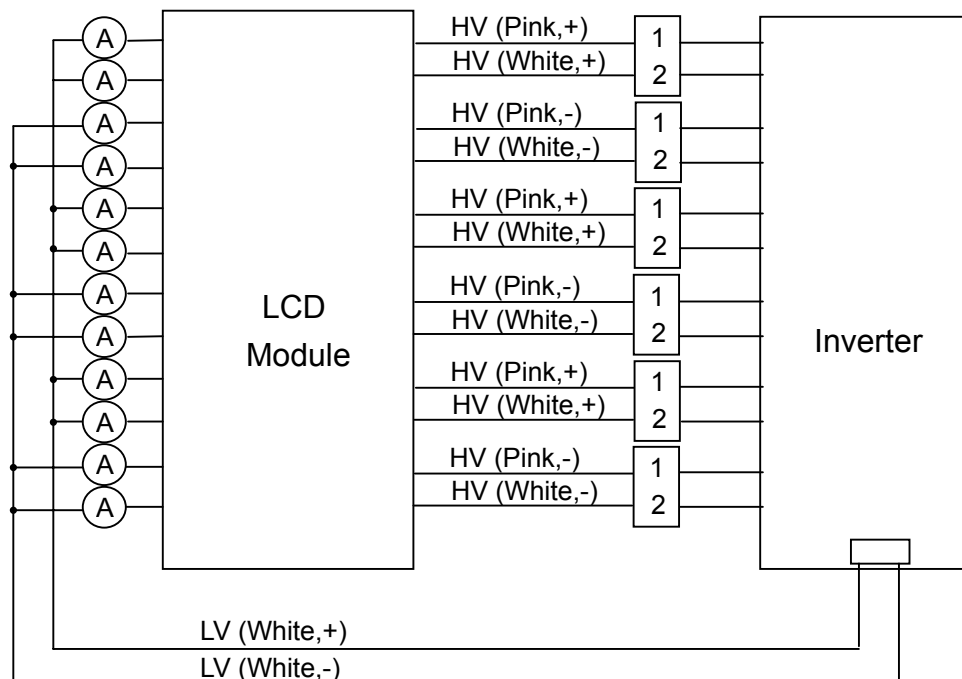 A HV (Pink,+) 1
A HV (White,+) 2
A HV (Pink,-) 1
A HV (White,-) 2
A HV (Pink,+) 1
A HV (White,+) 2
A HV (Pink,-) 1
A HV (White,-) 2
LCD
Module
Inverter
A HV (Pink,+) 1
A HV (White,+) 2
A HV (Pink,-) 1
A HV (White,-) 2
LV (White,+)
LV (White,-)